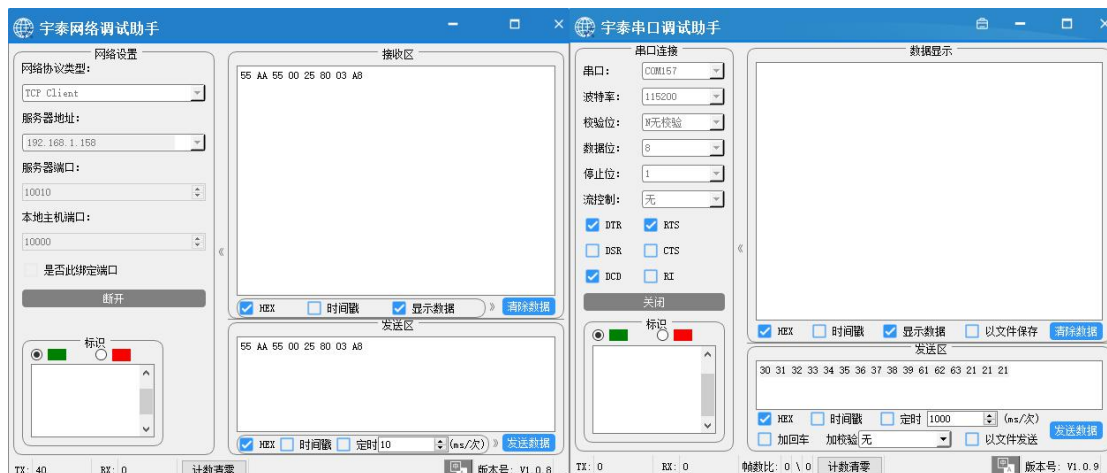 宇泰网络调试助手
网络设置
网络协议类型:
TCP Client
服务器地址:
192.168.1.158
服务器端口:
10010
本地主机端口:
10000
是否此绑定端口
断开
标识
接收区
55 AA 55 00 25 80 03 A8
HEX 时间戳 显示数据 》 清除数据
发送区
55 AA 55 00 25 80 03 A8
HEX 时间戳 定时 10 (ms/次) 》 发送数据
TX: 40 RX: 0 计数清零 版本号: V1.0.8
宇泰串口调试助手
串口连接
串口: COM157
波特率: 115200
校验位: N无校验
数据位: 8
停止位: 1
流控制: 无
DTR RTS
DSR CTS
DCD RI
关闭
标识
数据显示
HEX 时间戳 显示数据 以文件保存 清除数据
发送区
30 31 32 33 34 35 36 37 38 39 61 62 63 21 21 21
HEX 时间戳 定时 1000 (ms/次)
加回车 加校验 无 以文件发送 发送数据
TX: 0 RX: 0 帧数比: 0 \ 0 计数清零 版本号: V1.0.9